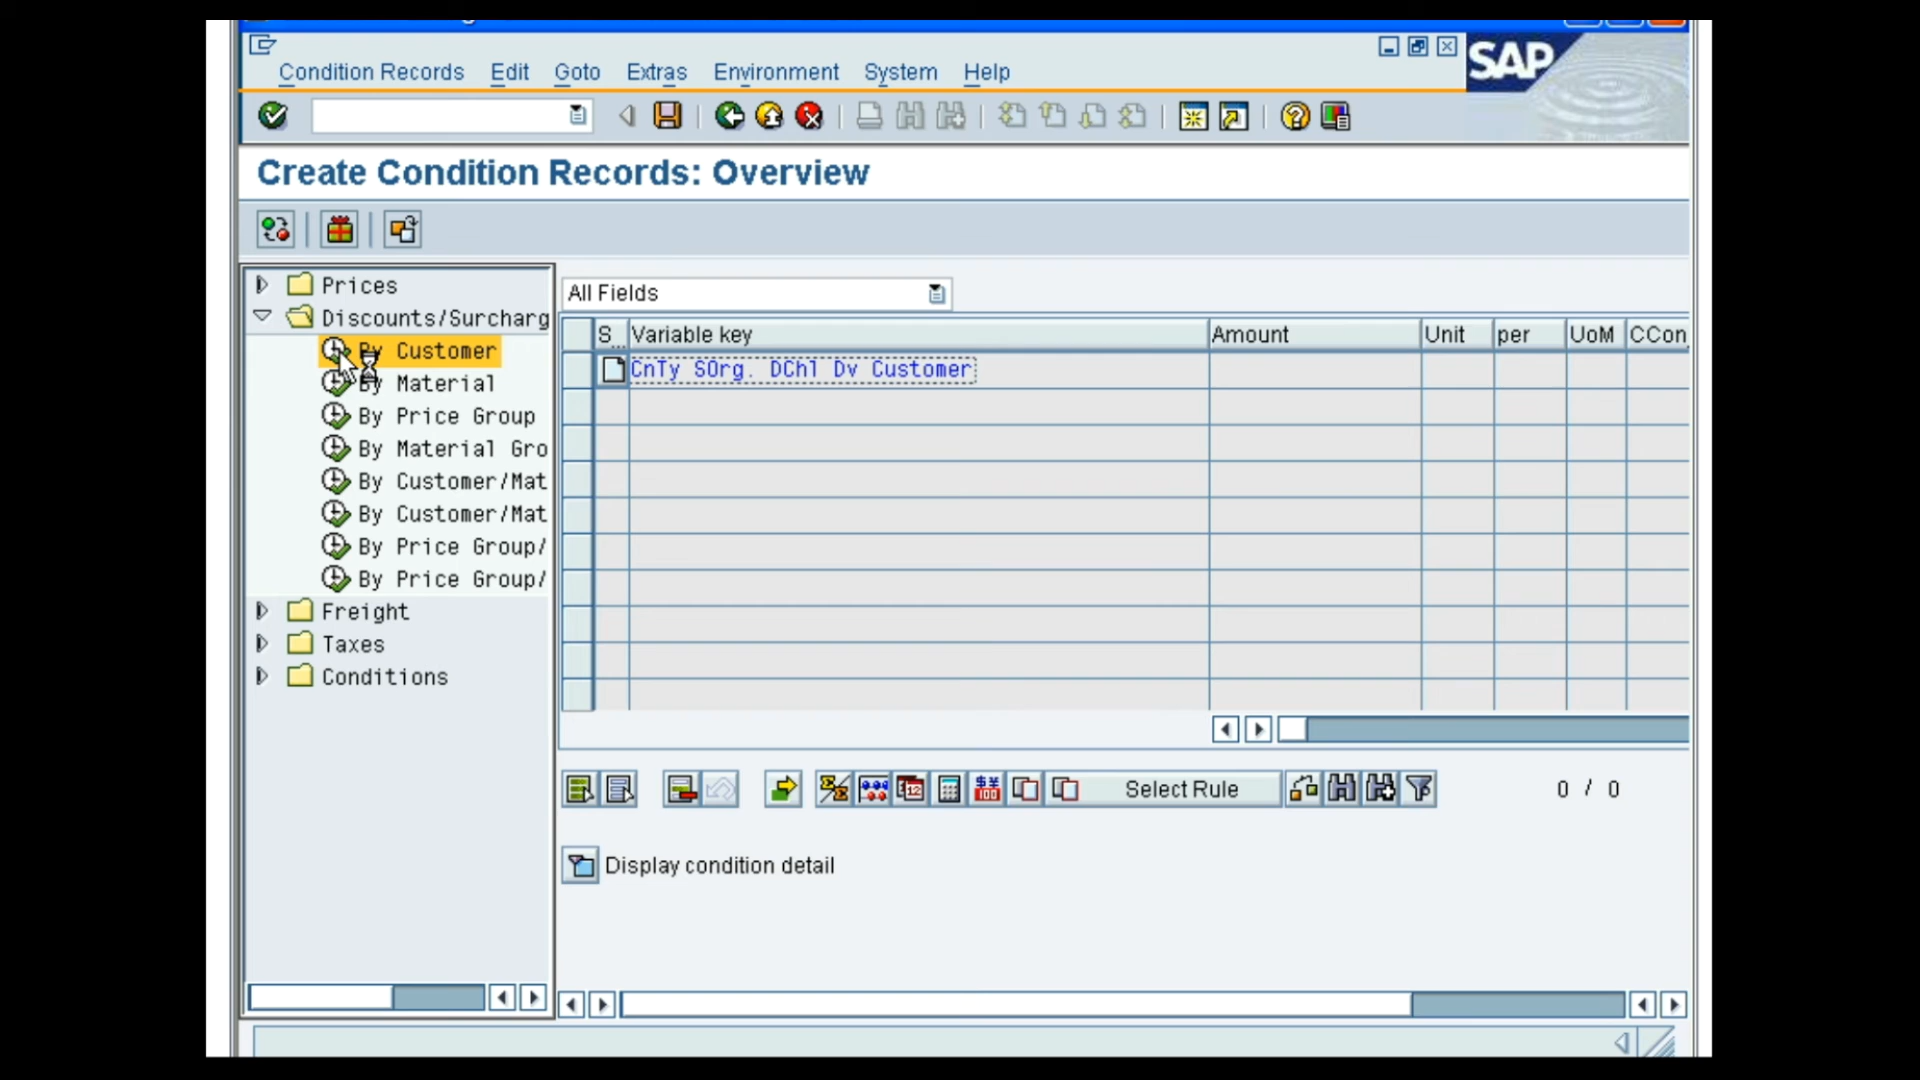 Condition Records Edit Goto Extras Environment System Help
SAP
Create Condition Records: Overview
Prices
Discounts/Surcharg
By Customer
By Material
By Price Group
By Material Gro
By Customer/Mat
By Customer/Mat
By Price Group/
By Price Group/
Freight
Taxes
Conditions
All Fields
S... Variable key Amount Unit per UoM CCon
CnTy SOrg. DChl Dv Customer
Select Rule 0 / 0
Display condition detail